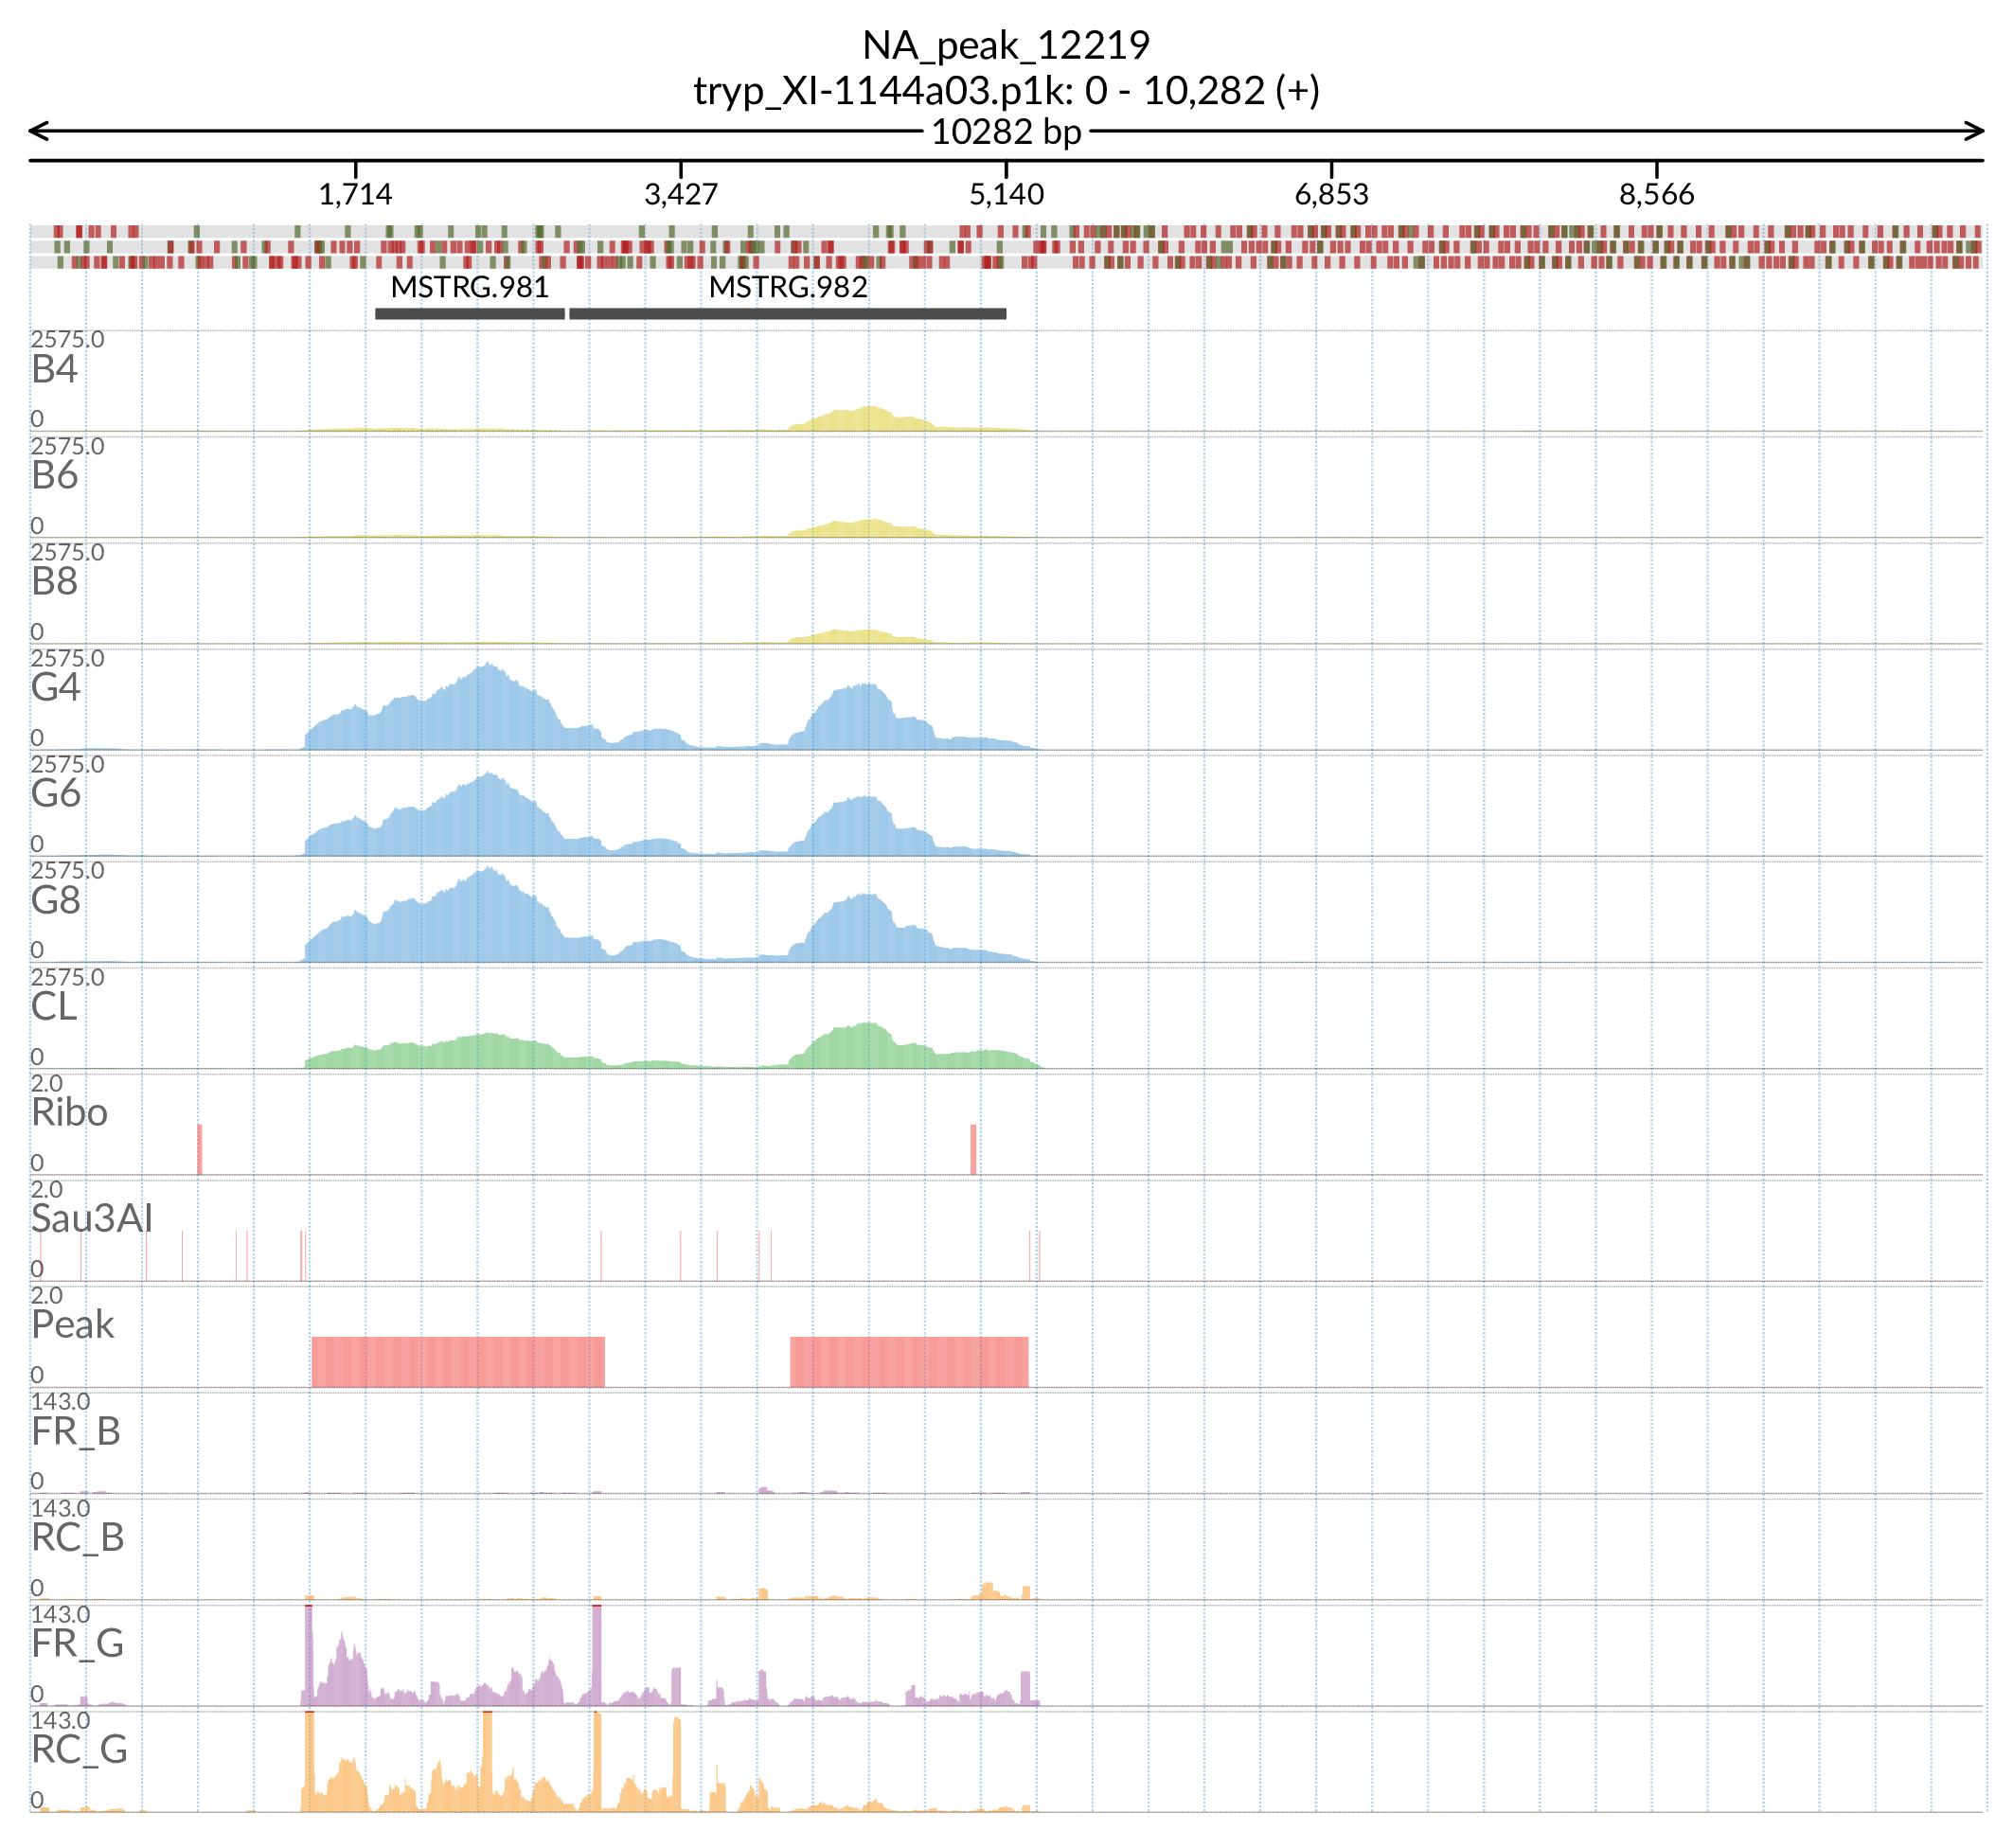 NA_peak_12219
tryp_XI-1144a03.p1k: 0 - 10,282 (+)
10282 bp
1,714 3,427 5,140 6,853 8,566
MSTRG.981 MSTRG.982
2575.0
B4
0
2575.0
B6
0
2575.0
B8
0
2575.0
G4
0
2575.0
G6
0
2575.0
G8
0
2575.0
CL
0
2.0
Ribo
0
2.0
Sau3AI
0
2.0
Peak
0
143.0
FR_B
0
143.0
RC_B
0
143.0
FR_G
0
143.0
RC_G
0